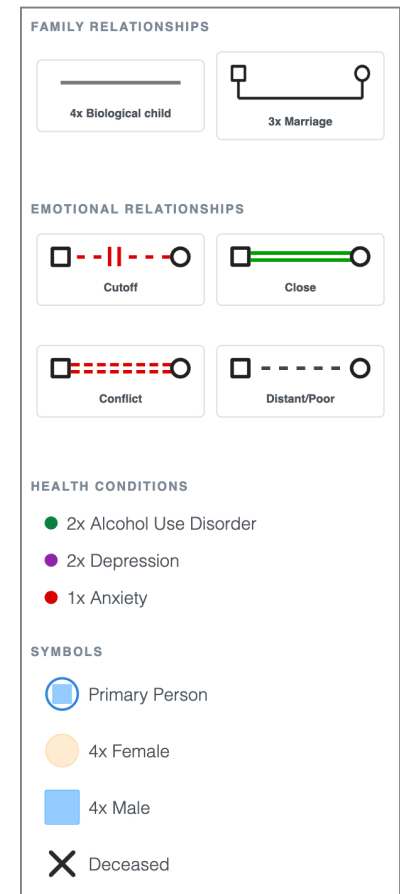 FAMILY RELATIONSHIPS
4x Biological child
3x Marriage
EMOTIONAL RELATIONSHIPS
Cutoff
Close
Conflict
Distant/Poor
HEALTH CONDITIONS
2x Alcohol Use Disorder
2x Depression
1x Anxiety
SYMBOLS
Primary Person
4x Female
4x Male
Deceased